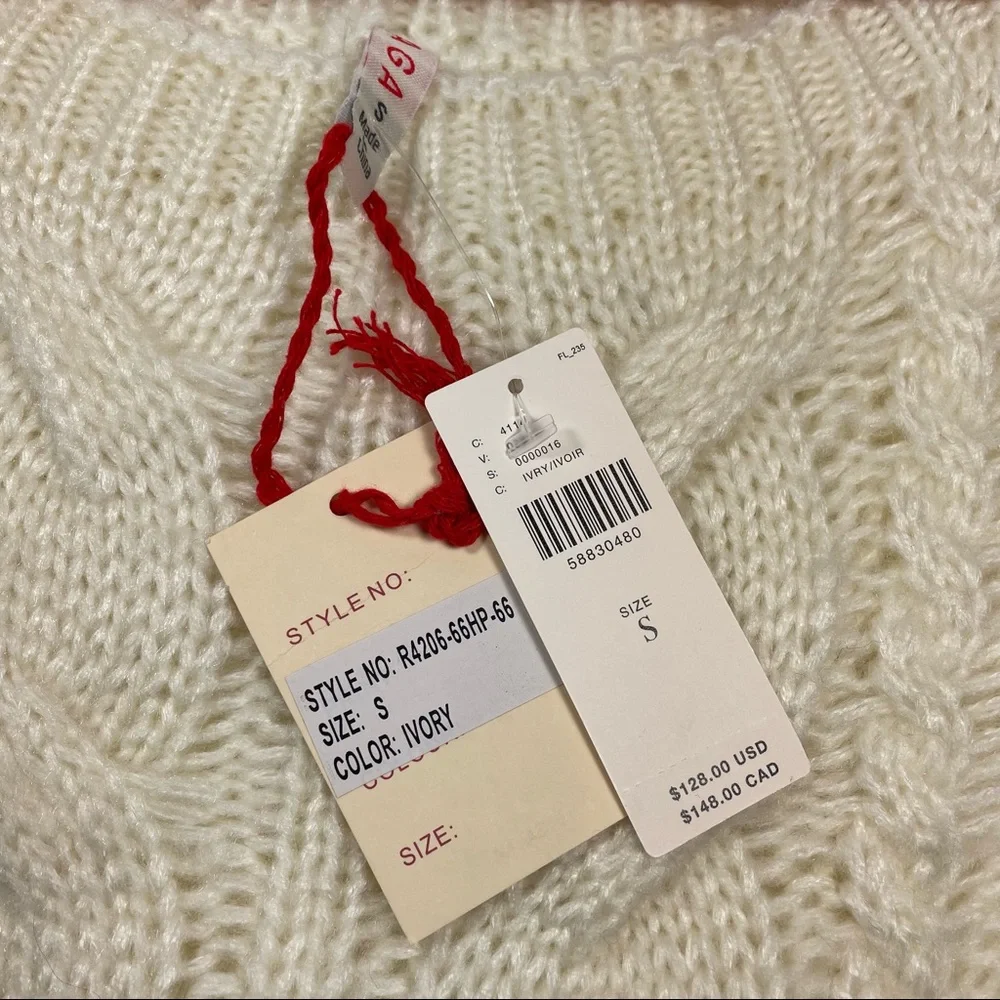 S
Made
in
China
FL_235
C:
V: 0000016
S: IVRY/IVOIR
C:
58830480
SIZE
S
$128.00 USD
$148.00 CAD
STYLE NO:
STYLE NO: R4206-66HP-66
SIZE: S
COLOR: IVORY
SIZE: